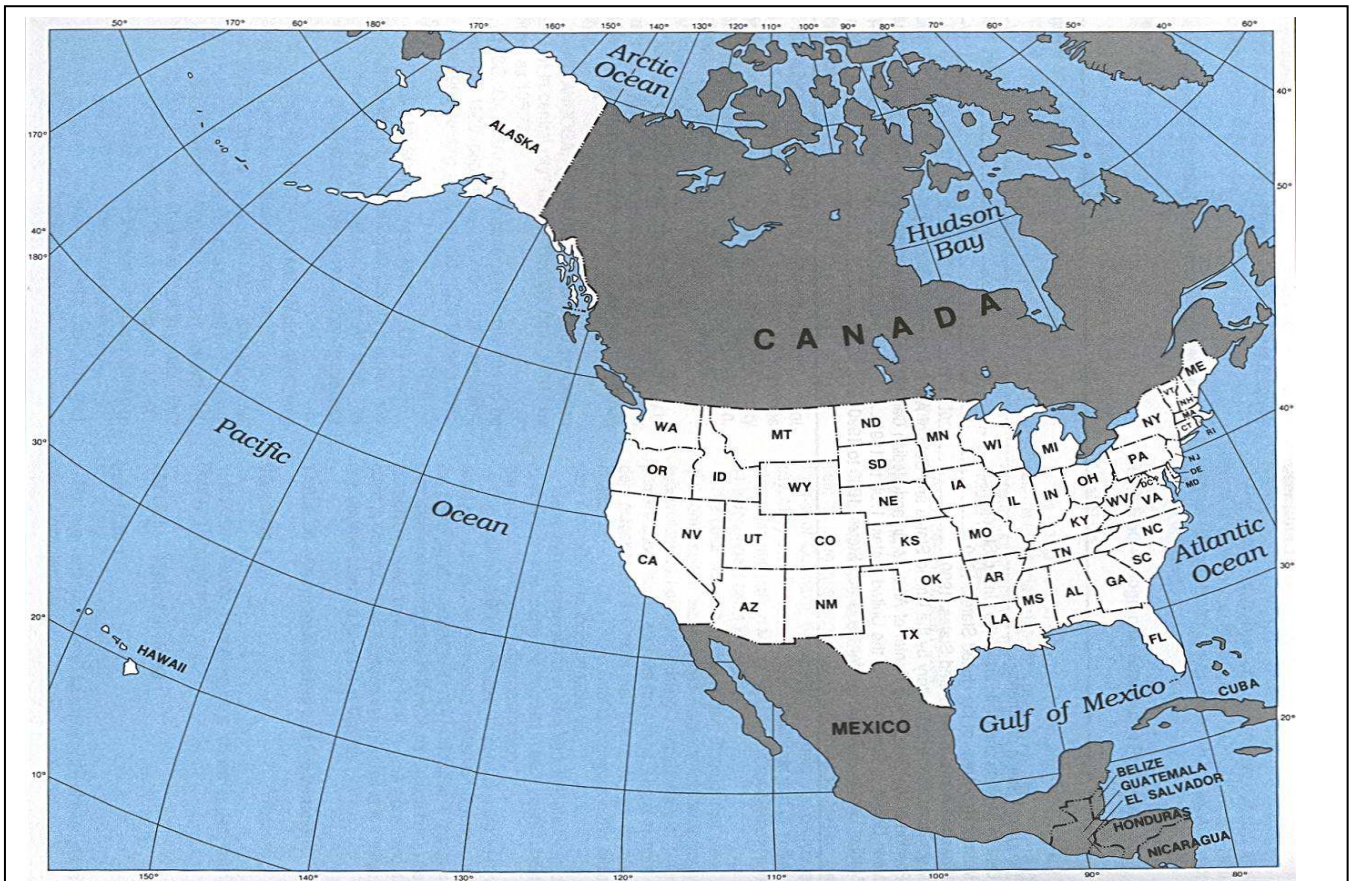 50° 60° 70° 180° 170° 160° 150° 140° 130° 120° 110° 100° 90° 80° 70° 60° 50° 40° 60°
Arctic
Ocean
40°
170°
ALASKA
50°
Hudson
Bay
40°
180°
CANADA
ME
VT
NH
MA
CT
RI
40°
WA
MT
ND
MN
WI
MI
NY
30°
Pacific
OR
ID
SD
PA
NJ
DE
MD
WY
IA
NE
IL
IN
OH
DC
WV
VA
Ocean
NV
UT
CO
KS
MO
KY
NC
Atlantic
Ocean
CA
TN
SC
30°
AZ
NM
OK
AR
MS
AL
GA
20°
TX
LA
FL
HAWAII
CUBA
Gulf of Mexico
20°
MEXICO
10°
BELIZE
GUATEMALA
EL SALVADOR
HONDURAS
NICARAGUA
150° 140° 130° 120° 110° 100° 90° 80°